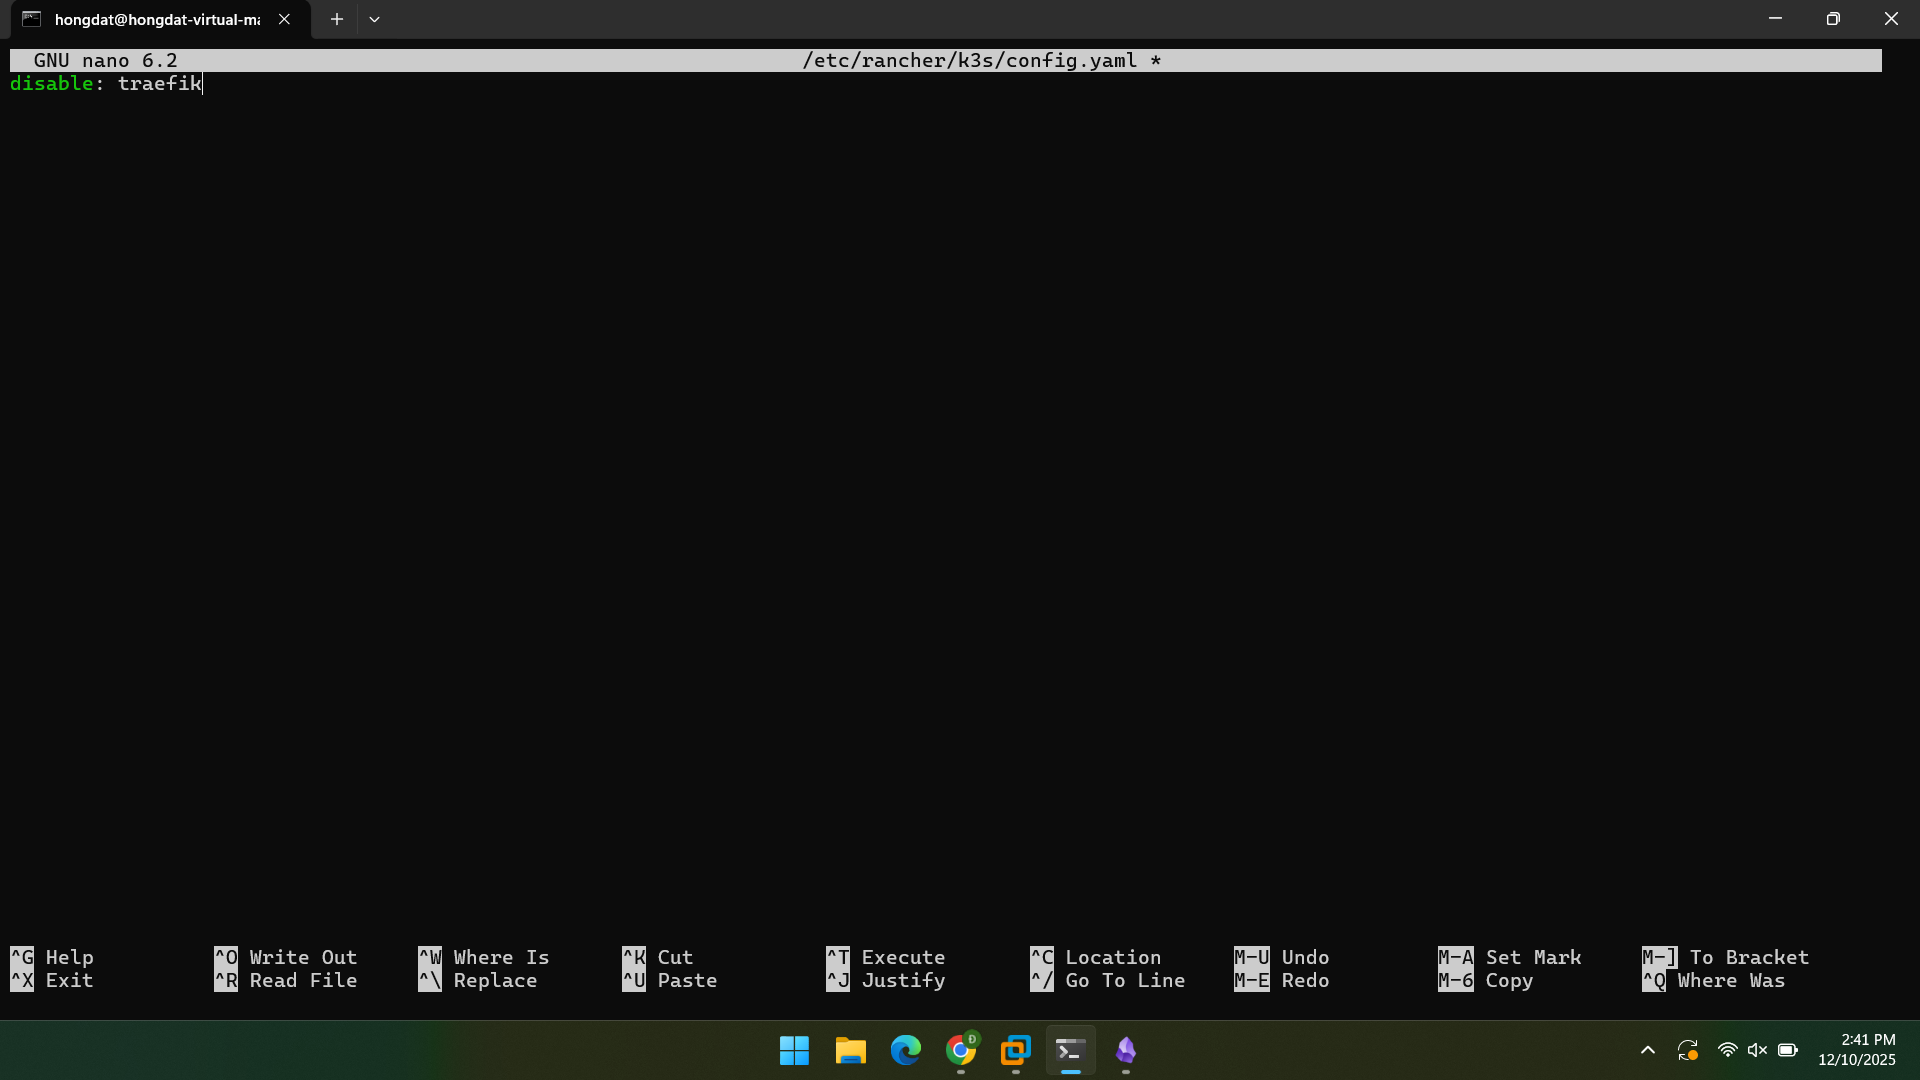 hongdat@hongdat-virtual-ma
GNU nano 6.2 /etc/rancher/k3s/config.yaml *
disable: traefik
^G Help ^O Write Out ^W Where Is ^K Cut ^T Execute ^C Location M-U Undo M-A Set Mark M-] To Bracket
^X Exit ^R Read File ^\ Replace ^U Paste ^J Justify ^/ Go To Line M-E Redo M-6 Copy ^Q Where Was
Đ
2:41 PM
12/10/2025